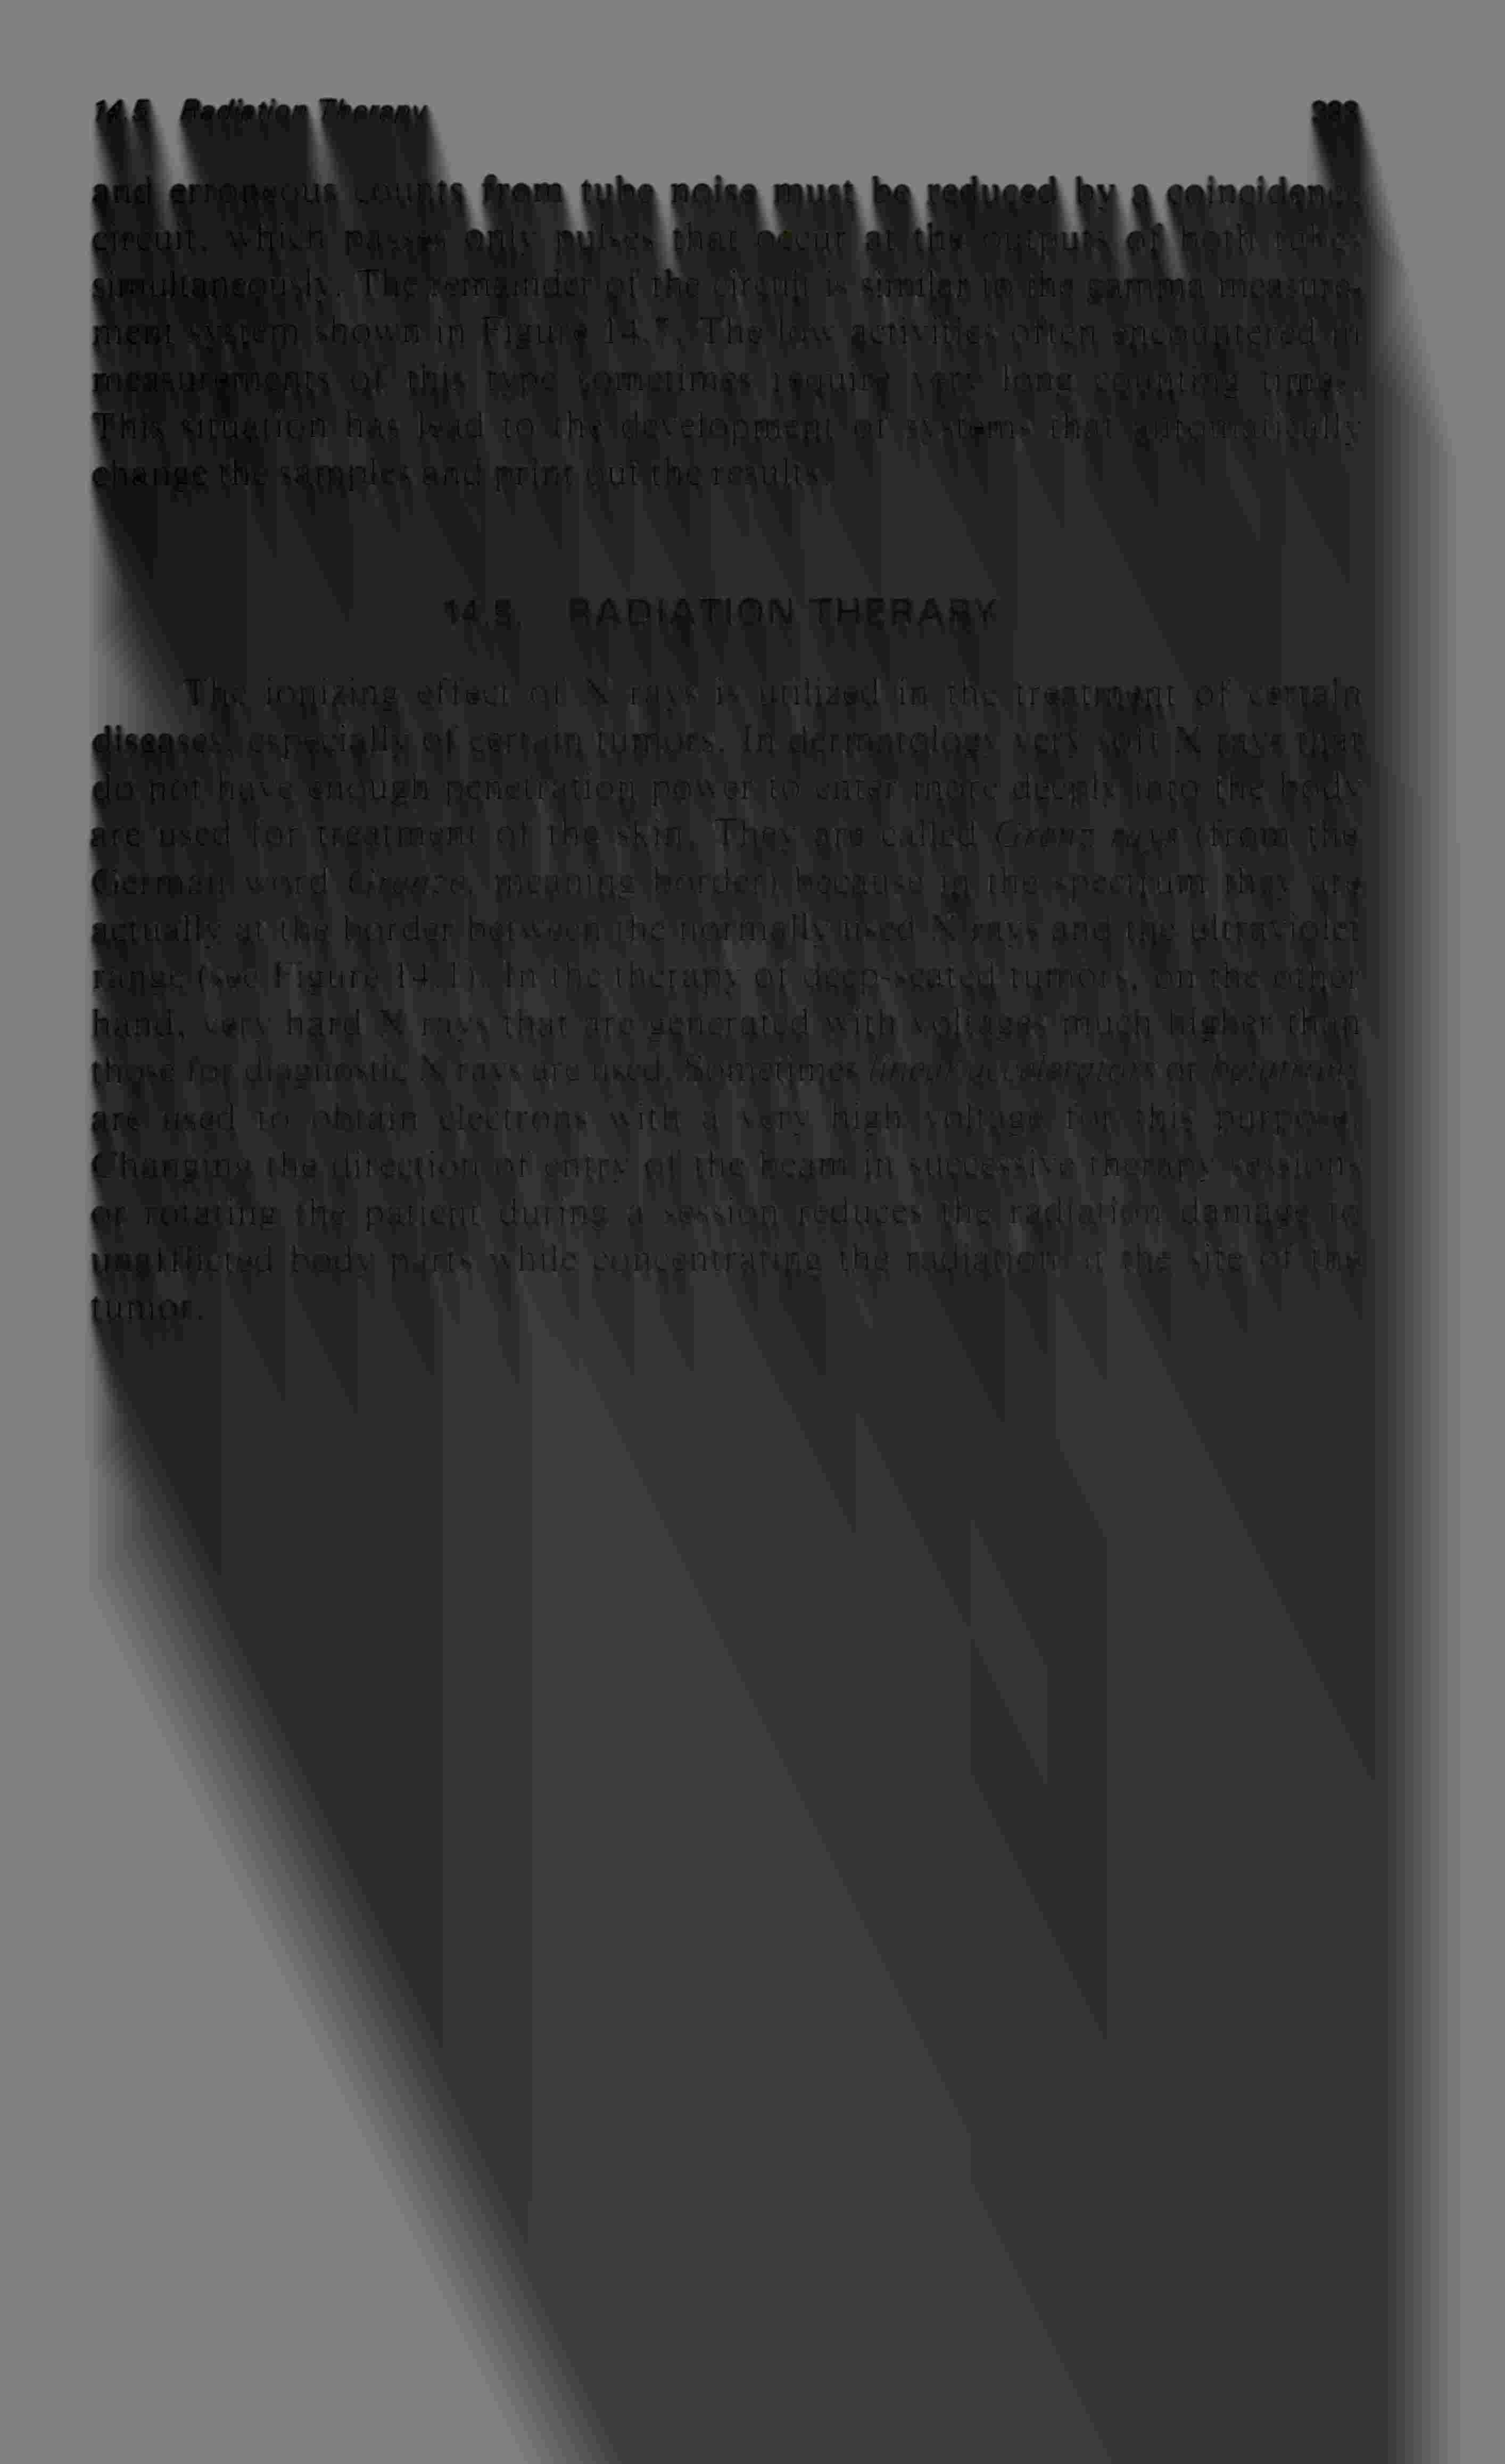 14.5 Radiation Therapy
and erroneous counts from tube noise must be reduced by a coincidence
circuit, which passes only pulses that occur at the outputs of both tubes
simultaneously. The remainder of the circuit is similar to the gamma measure-
ment system shown in Figure 14. The low activities often encountered in
measurements of this type sometimes require very long counting times.
This situation has lead to the development of systems that automatically
change the samples and print out the results.
14.5. RADIATION THERAPY
The ionizing effect of X rays is utilized in the treatment of certain
diseases, especially of certain tumors. In dermatology very soft X rays that
do not have enough penetration power to enter more deeply into the body
are used for treatment of the skin. They are called Grenz rays (from the
German word Grenze, meaning border) because in the spectrum they are
actually at the border between the normally used X rays and the ultraviolet
range (see Figure 14.1). In the therapy of deep-seated tumors, on the other
hand, very hard X rays that are generated with voltages much higher than
those for diagnostic X rays are used. Sometimes linear accelerators or betatrons
are used to obtain electrons with a very high voltage for this purpose.
Changing the direction of entry of the beam in successive therapy sessions
or rotating the patient during a session reduces the radiation damage to
unafflicted body parts while concentrating the radiation at the site of the
tumor.